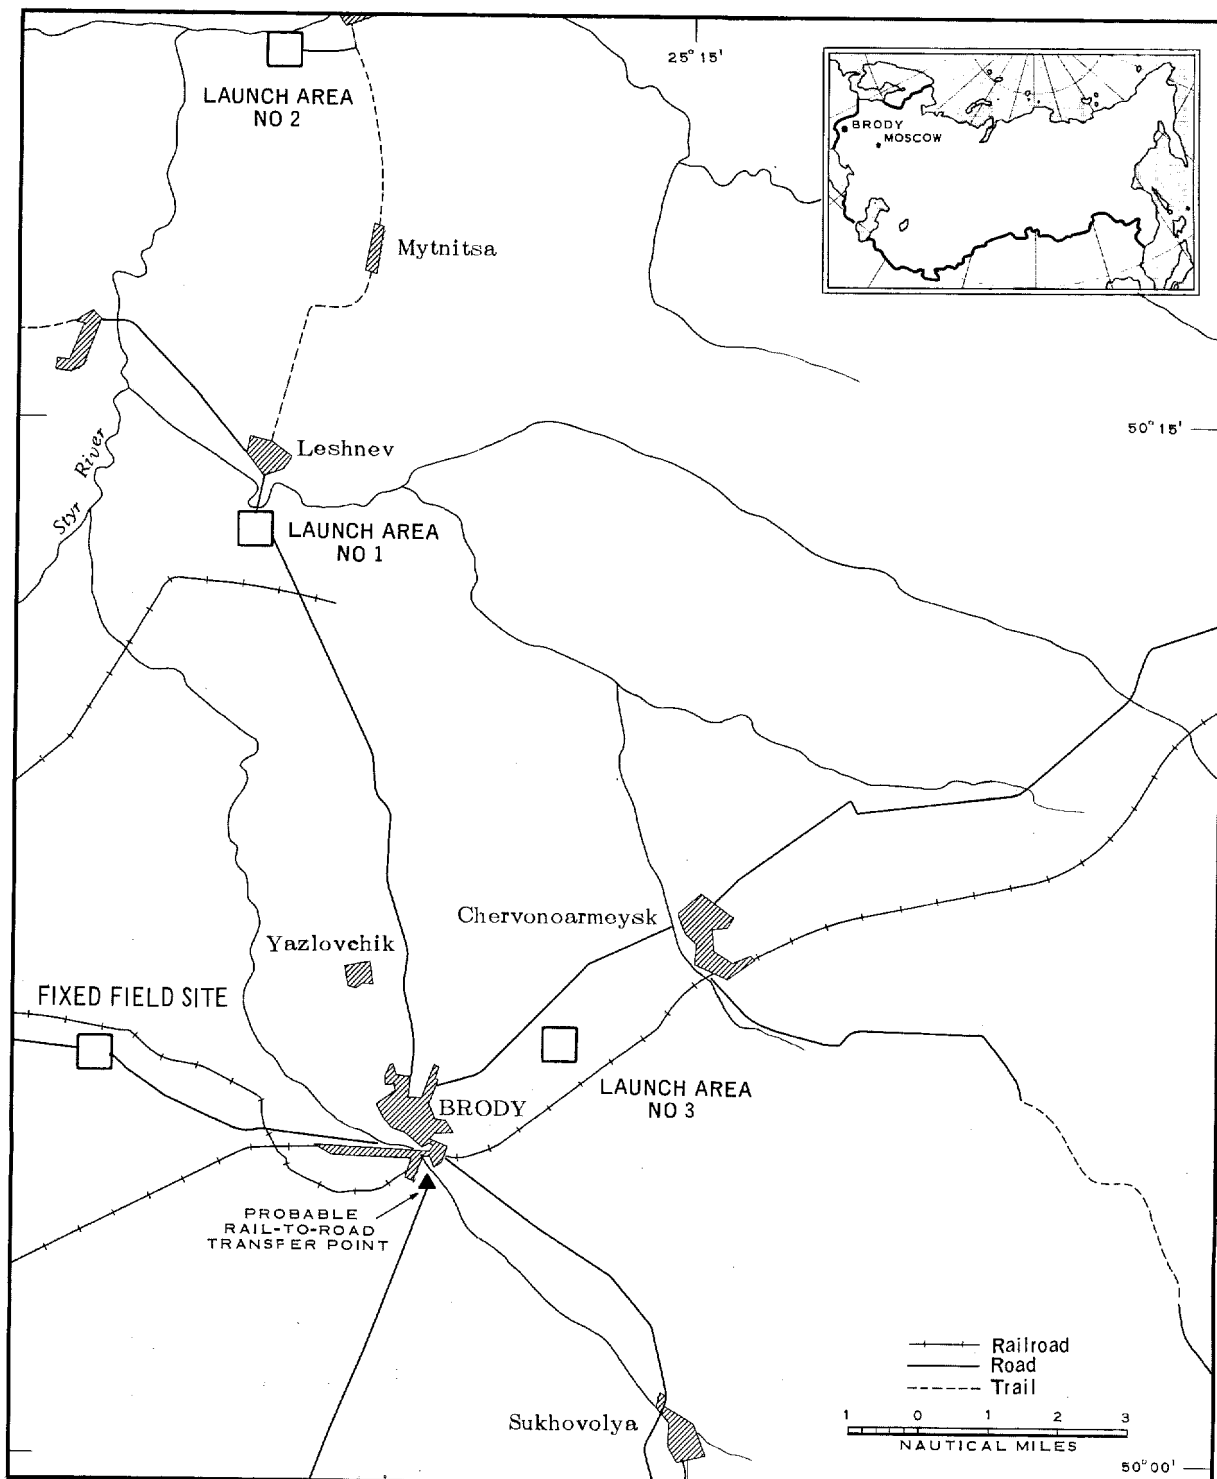 25° 15'
LAUNCH AREA
NO 2
BRODY
MOSCOW
Mytnitsa
50° 15'
Leshnev
Styr River
LAUNCH AREA
NO 1
Chervonoarmeysk
Yazlovchik
FIXED FIELD SITE
LAUNCH AREA
NO 3
BRODY
PROBABLE
RAIL-TO-ROAD
TRANSFER POINT
Railroad
Road
Trail
Sukhovolya
1 0 1 2 3
NAUTICAL MILES
50° 00'